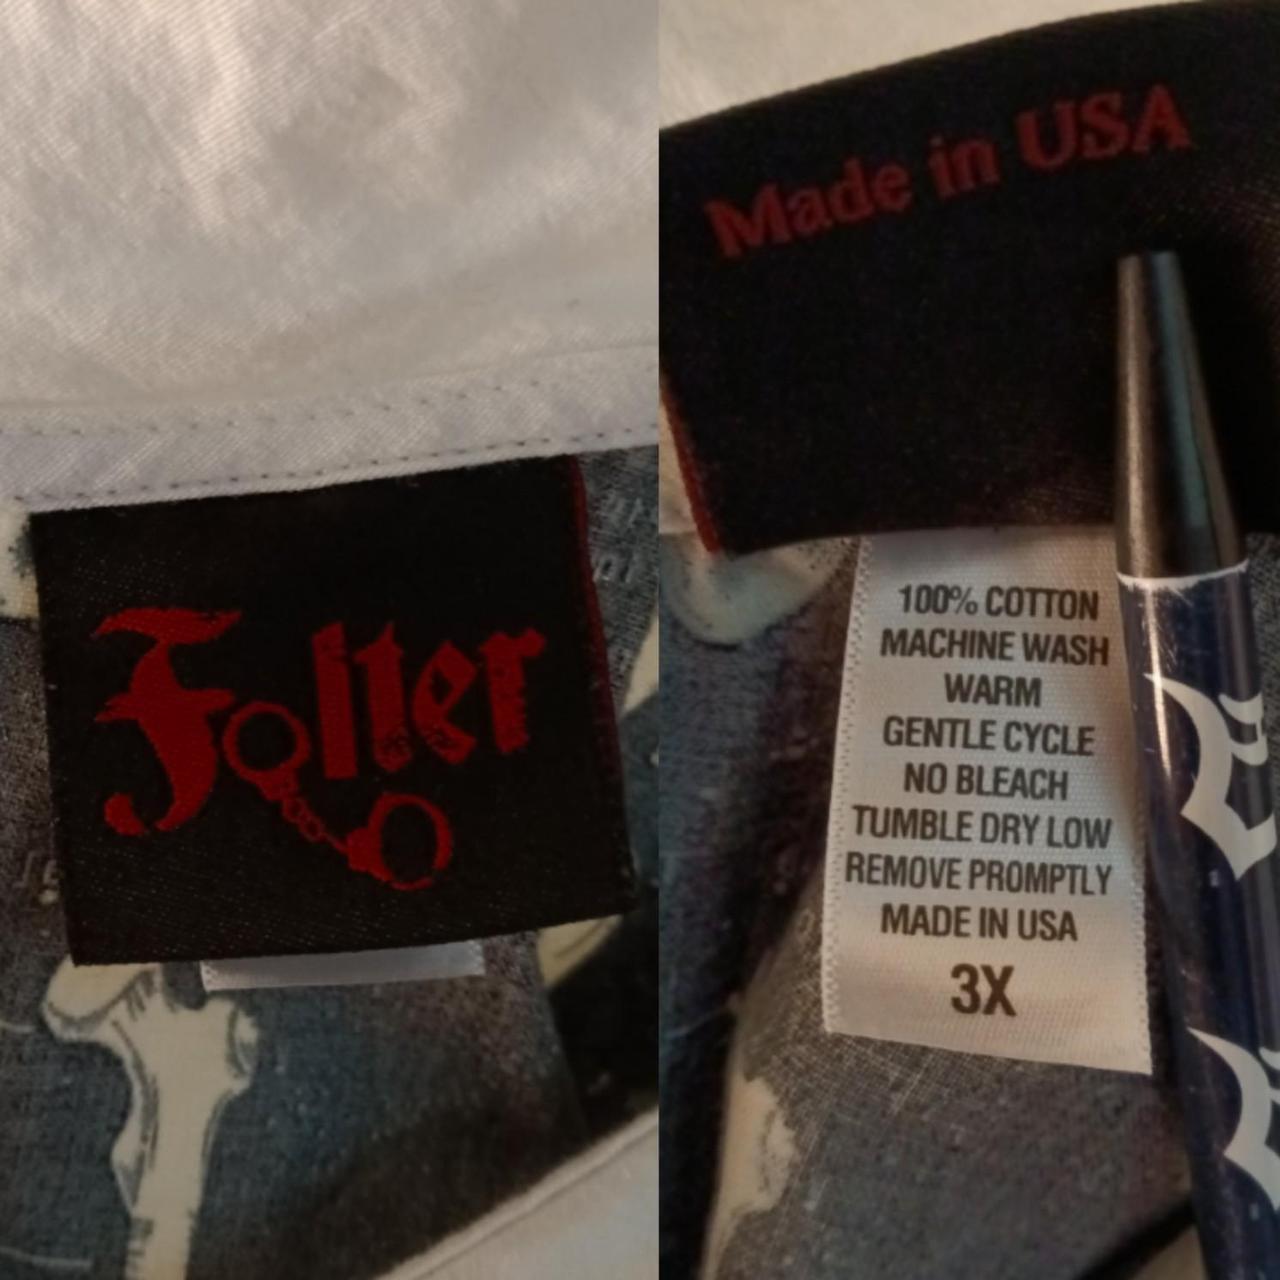 Folter
Made in USA
100% COTTON
MACHINE WASH
WARM
GENTLE CYCLE
NO BLEACH
TUMBLE DRY LOW
REMOVE PROMPTLY
MADE IN USA
3X